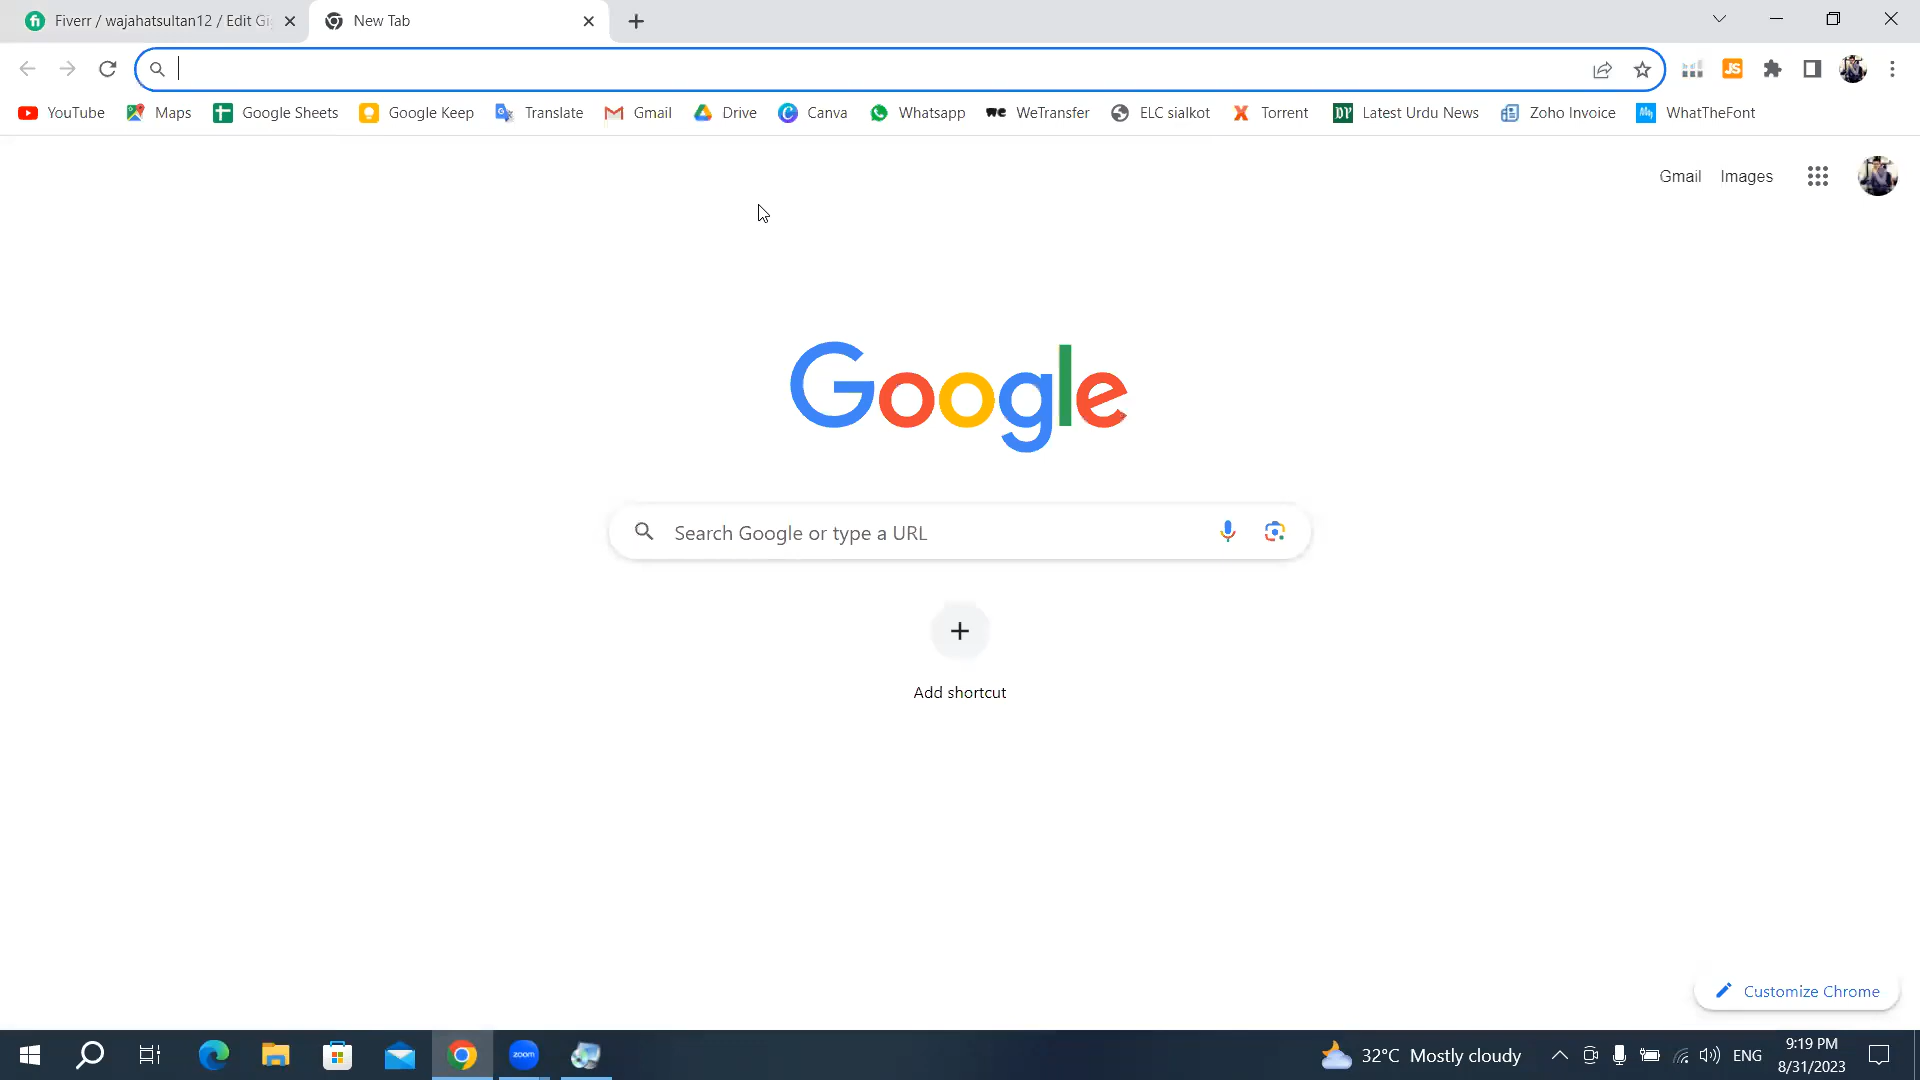 Fiverr / wajahatsultan12 / Edit Gi
New Tab
YouTube
Maps
Google Sheets
Google Keep
Translate
Gmail
Drive
Canva
Whatsapp
WeTransfer
ELC sialkot
Torrent
Latest Urdu News
Zoho Invoice
WhatTheFont
Gmail
Images
Google
Search Google or type a URL
Add shortcut
Customize Chrome
zoom
32°C Mostly cloudy
ENG
9:19 PM
8/31/2023